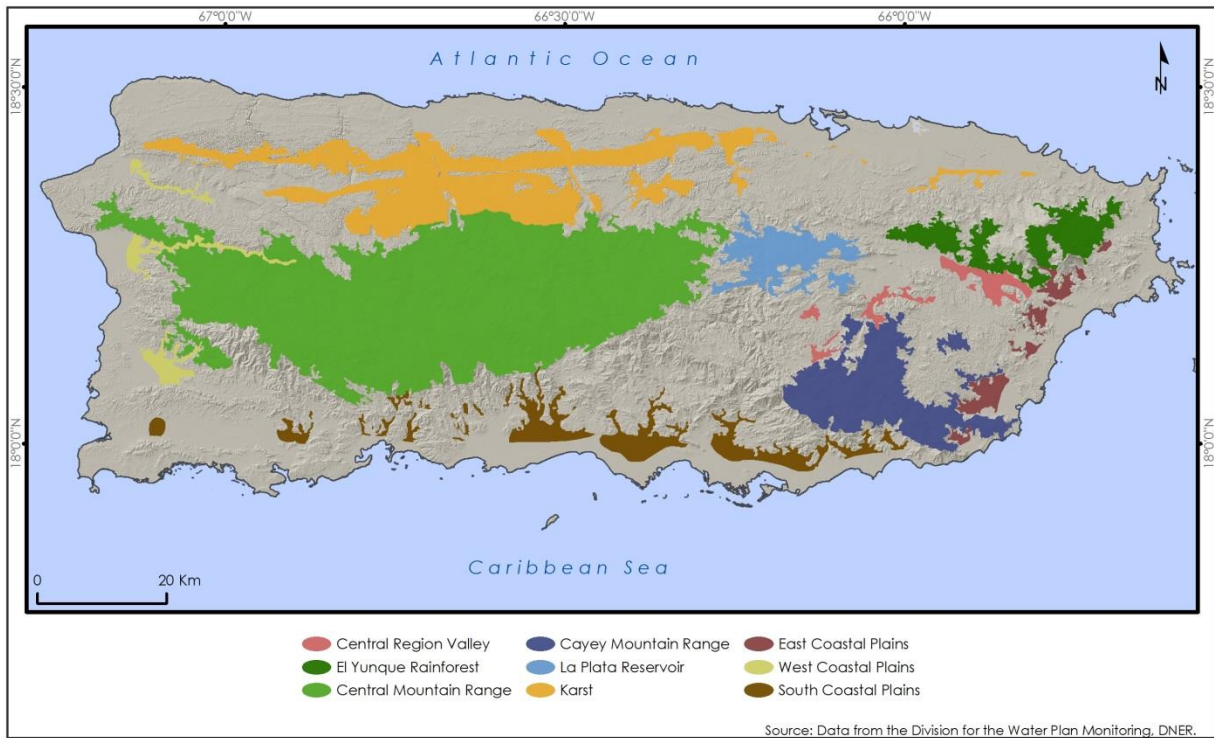 67°0'0"W
66°30'0"W
66°0'0"W
Atlantic Ocean
N
18°30'0"N
18°30'0"N
18°0'0"N
18°0'0"N
Caribbean Sea
0
20 Km
Central Region Valley
Cayey Mountain Range
East Coastal Plains
El Yunque Rainforest
La Plata Reservoir
West Coastal Plains
Central Mountain Range
Karst
South Coastal Plains
Source: Data from the Division for the Water Plan Monitoring, DNER.